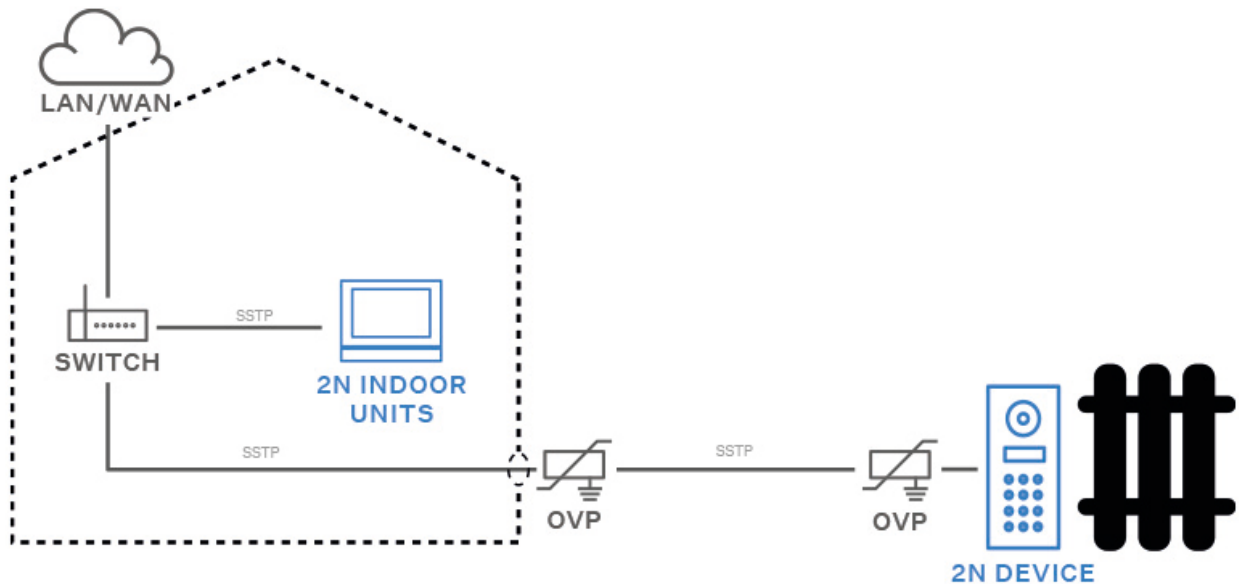 LAN/WAN
SSTP
SWITCH
2N INDOOR
UNITS
SSTP
SSTP
OVP
OVP
2N DEVICE